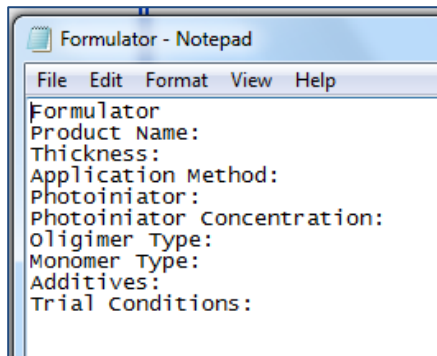 Formulator - Notepad
File Edit Format View Help
Formulator
Product Name:
Thickness:
Application Method:
Photoiniator:
Photoiniator Concentration:
Oligimer Type:
Monomer Type:
Additives:
Trial Conditions: